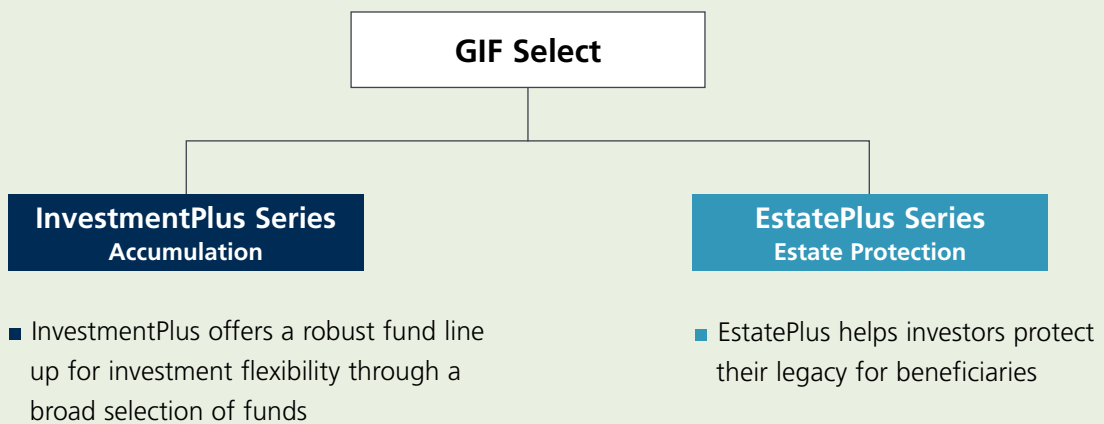 GIF Select
InvestmentPlus Series
Accumulation
InvestmentPlus offers a robust fund line
up for investment flexibility through a
broad selection of funds
EstatePlus Series
Estate Protection
EstatePlus helps investors protect
their legacy for beneficiaries